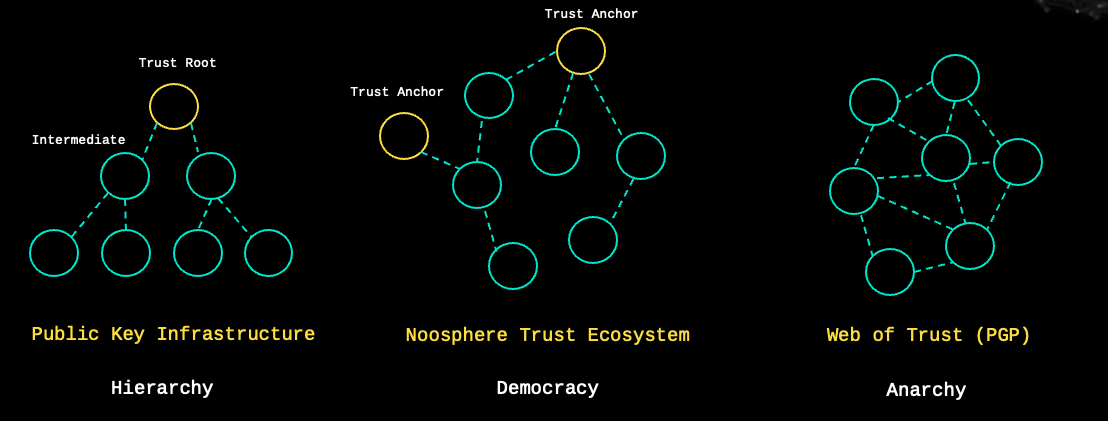 Trust Anchor
Trust Root
Trust Anchor
Intermediate
Public Key Infrastructure
Noosphere Trust Ecosystem
Web of Trust (PGP)
Hierarchy
Democracy
Anarchy